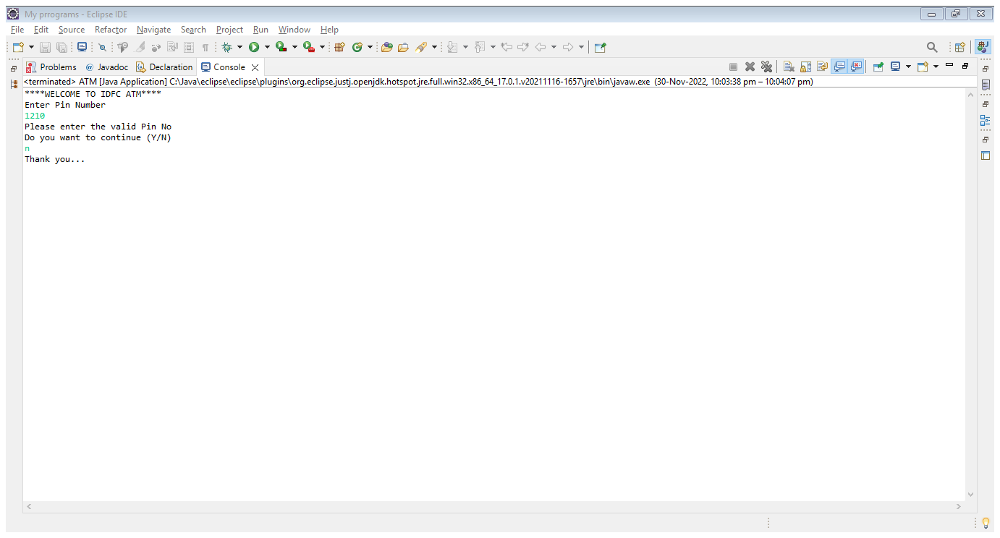 My prrograms - Eclipse IDE
File Edit Source Refactor Navigate Search Project Run Window Help
Problems @ Javadoc Declaration Console
<terminated> ATM [Java Application] C:\Java\eclipse\eclipse\plugins\org.eclipse.justj.openjdk.hotspot.jre.full.win32.x86_64_17.0.1.v20211116-1657\jre\bin\javaw.exe (30-Nov-2022, 10:03:38 pm – 10:04:07 pm)
****WELCOME TO IDFC ATM****
Enter Pin Number
1210
Please enter the valid Pin No
Do you want to continue (Y/N)
n
Thank you...